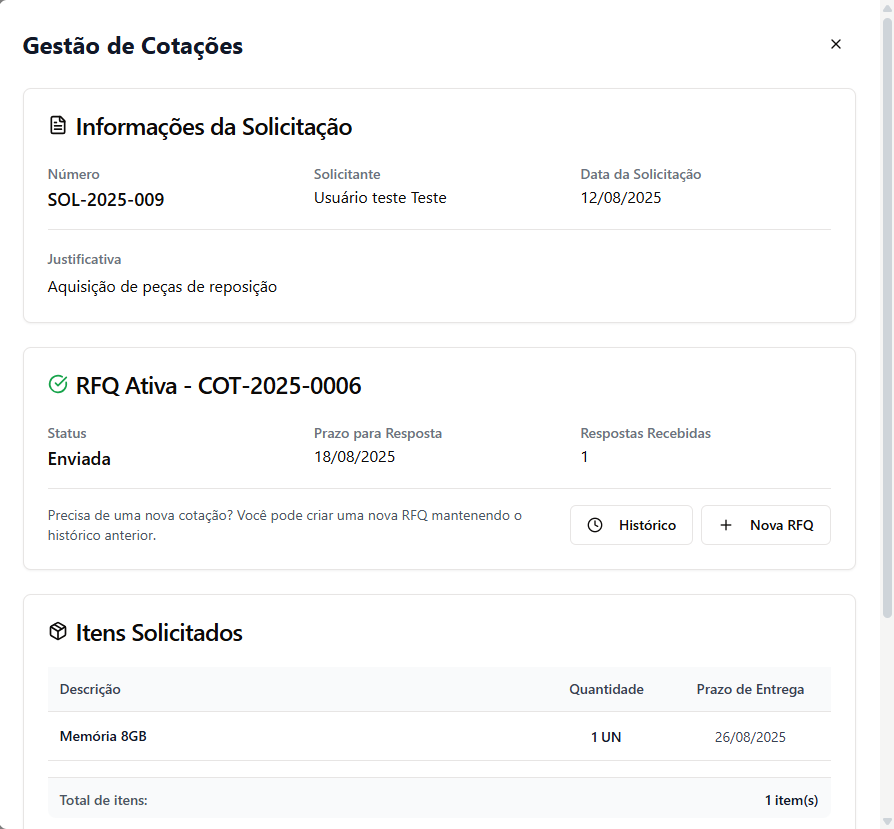 Gestão de Cotações
Informações da Solicitação
Número
Solicitante
Data da Solicitação
SOL-2025-009
Usuário teste Teste
12/08/2025
Justificativa
Aquisição de peças de reposição
RFQ Ativa - COT-2025-0006
Status
Prazo para Resposta
Respostas Recebidas
Enviada
18/08/2025
1
Precisa de uma nova cotação? Você pode criar uma nova RFQ mantenendo o
histórico anterior.
Histórico
Nova RFQ
Itens Solicitados
Descrição
Quantidade
Prazo de Entrega
Memória 8GB
1 UN
26/08/2025
Total de itens:
1 item(s)